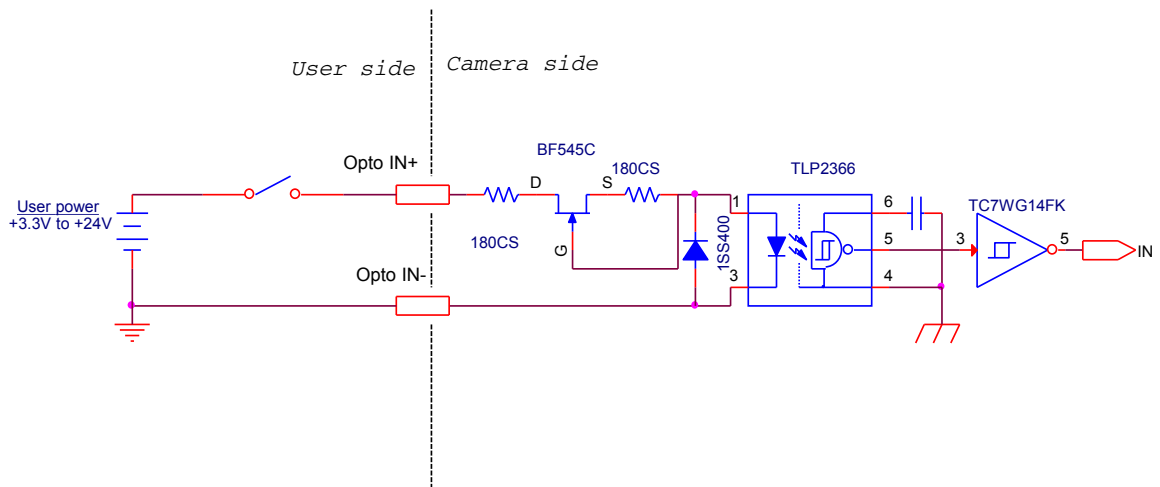 User side
Camera side
Opto IN+
BF545C
180CS
TLP2366
D
S
User power
+3.3V to +24V
1
6
TC7WG14FK
180CS
G
1SS400
5
3
5
IN
Opto IN-
3
4